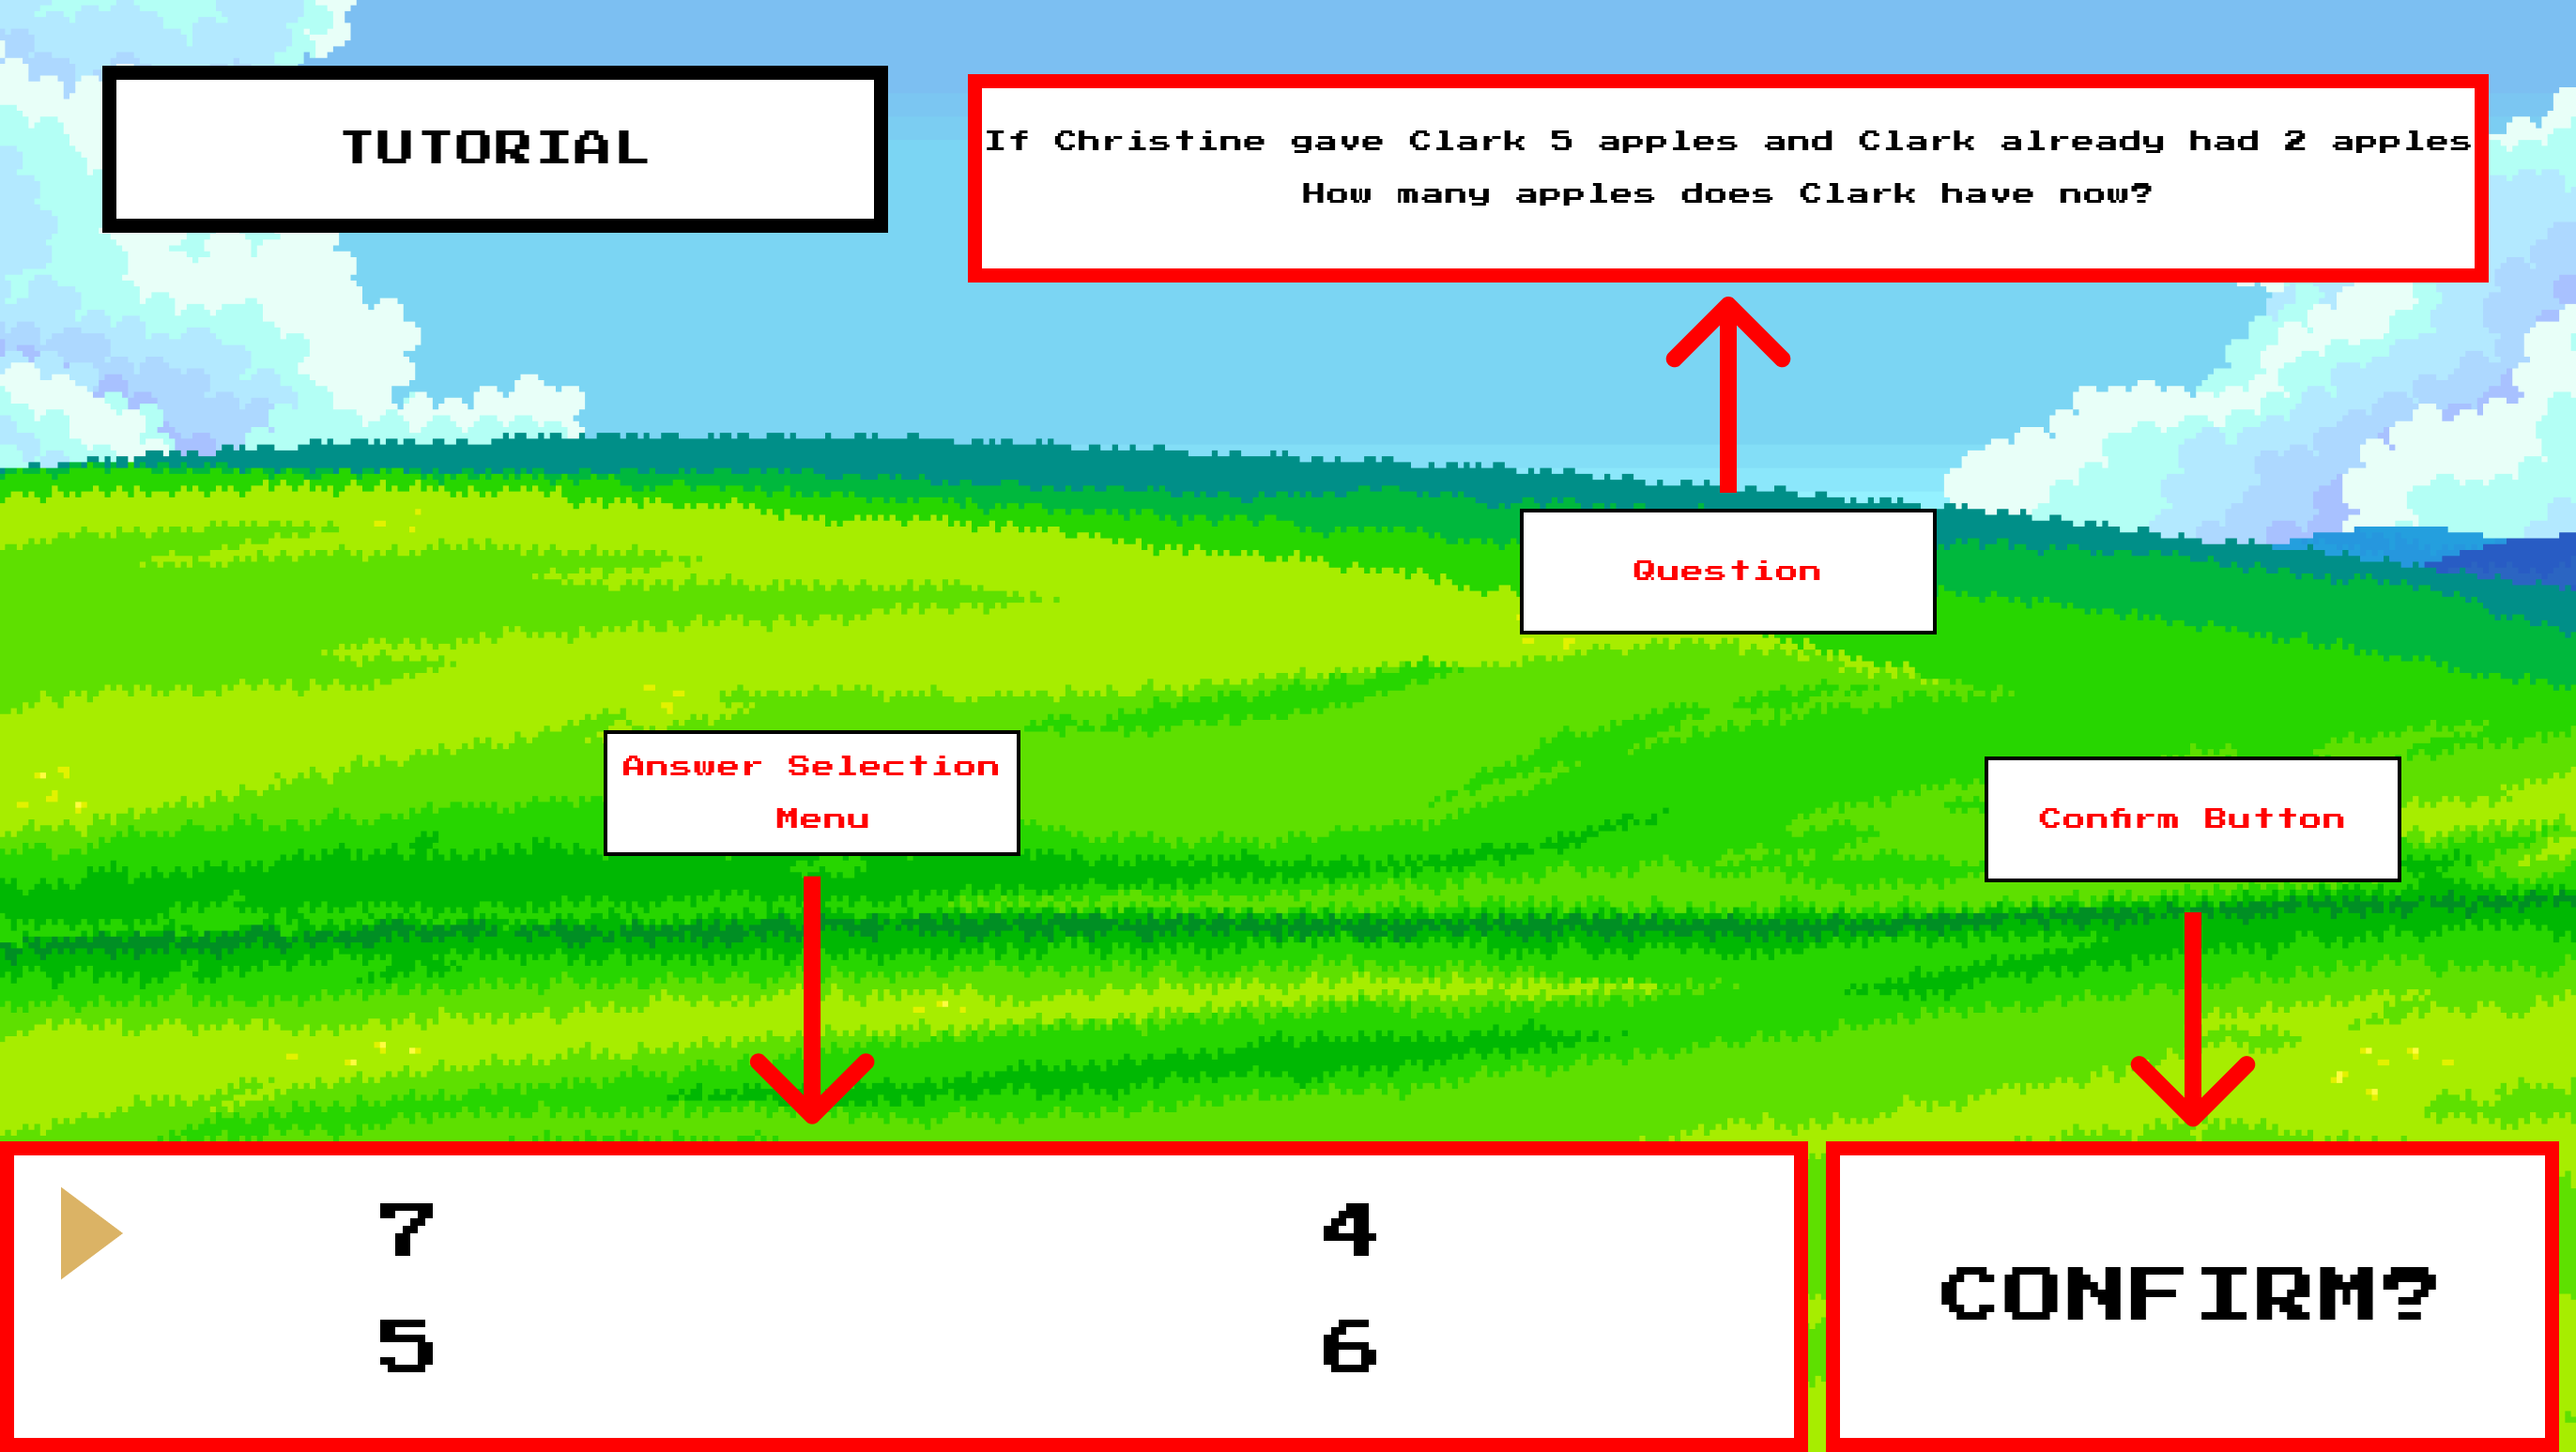 TUTORIAL
If Christine gave Clark 5 apples and Clark already had 2 apples
How many apples does Clark have now?
Question
Answer Selection
Menu
Confirm Button
7
4
5
6
CONFIRM?